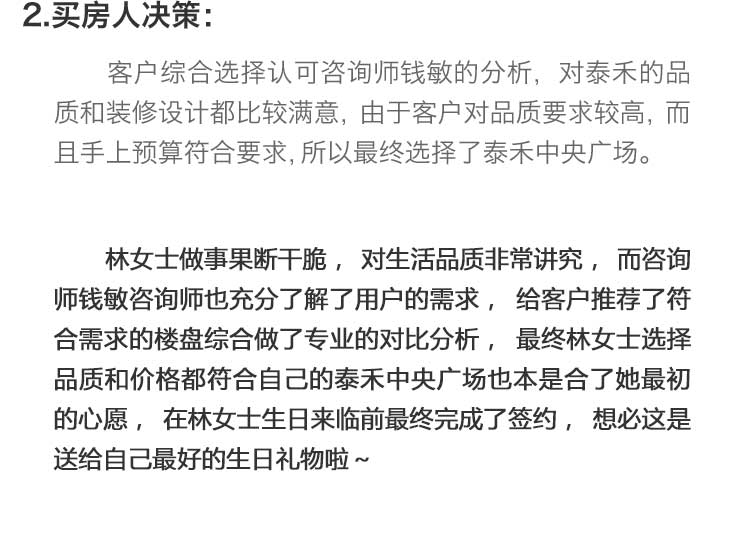 2.买房人决策：
客户综合选择认可咨询师钱敏的分析，对泰禾的品
质和装修设计都比较满意，由于客户对品质要求较高，而
且手上预算符合要求，所以最终选择了泰禾中央广场。
林女士做事果断干脆，对生活品质非常讲究，而咨询
师钱敏咨询师也充分了解了用户的需求，给客户推荐了符
合需求的楼盘综合做了专业的对比分析，最终林女士选择
品质和价格都符合自己的泰禾中央广场也本是合了她最初
的心愿，在林女士生日来临前最终完成了签约，想必这是
送给自己最好的生日礼物啦～